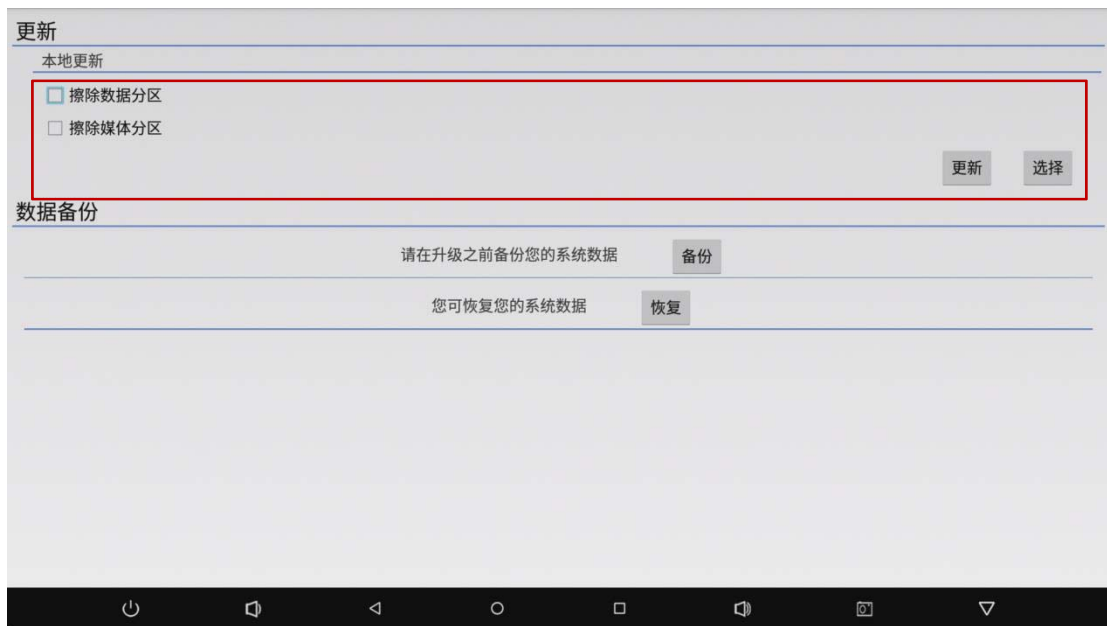 更新
本地更新
擦除数据分区
擦除媒体分区
更新 选择
数据备份
请在升级之前备份您的系统数据 备份
您可恢复您的系统数据 恢复